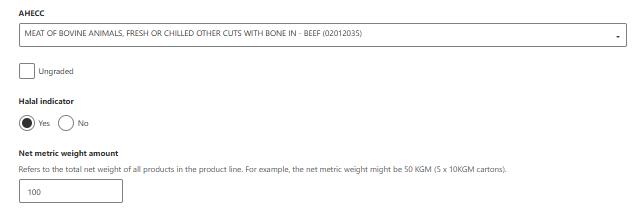 AHECC
MEAT OF BOVINE ANIMALS, FRESH OR CHILLED OTHER CUTS WITH BONE IN - BEEF (02012035)
Ungraded
Halal indicator
Yes No
Net metric weight amount
Refers to the total net weight of all products in the product line. For example, the net metric weight might be 50 KGM (5 x 10KGM cartons).
100